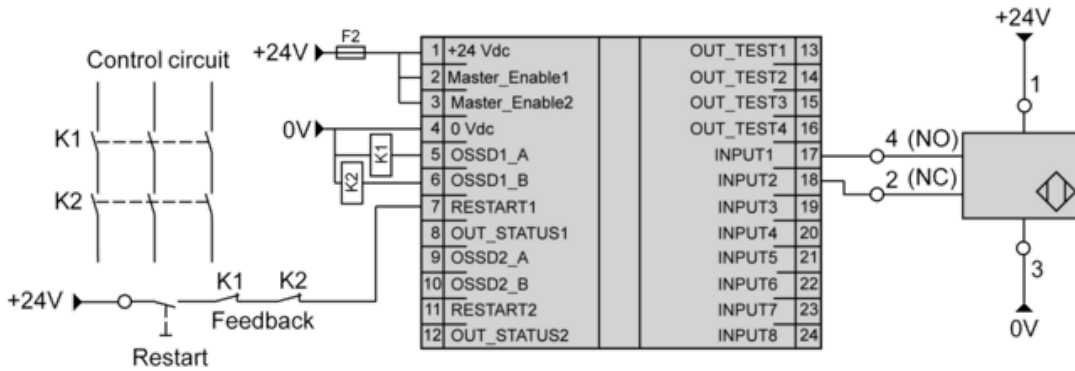 Control circuit
K1
K2
+24V
F2
0V
K1
K2
1 +24 Vdc
2 Master_Enable1
3 Master_Enable2
4 0 Vdc
5 OSSD1_A
6 OSSD1_B
7 RESTART1
8 OUT_STATUS1
9 OSSD2_A
10 OSSD2_B
11 RESTART2
12 OUT_STATUS2
OUT_TEST1 13
OUT_TEST2 14
OUT_TEST3 15
OUT_TEST4 16
INPUT1 17
INPUT2 18
INPUT3 19
INPUT4 20
INPUT5 21
INPUT6 22
INPUT7 23
INPUT8 24
+24V
K1 K2
Feedback
Restart
+24V
1
4 (NO)
2 (NC)
3
0V